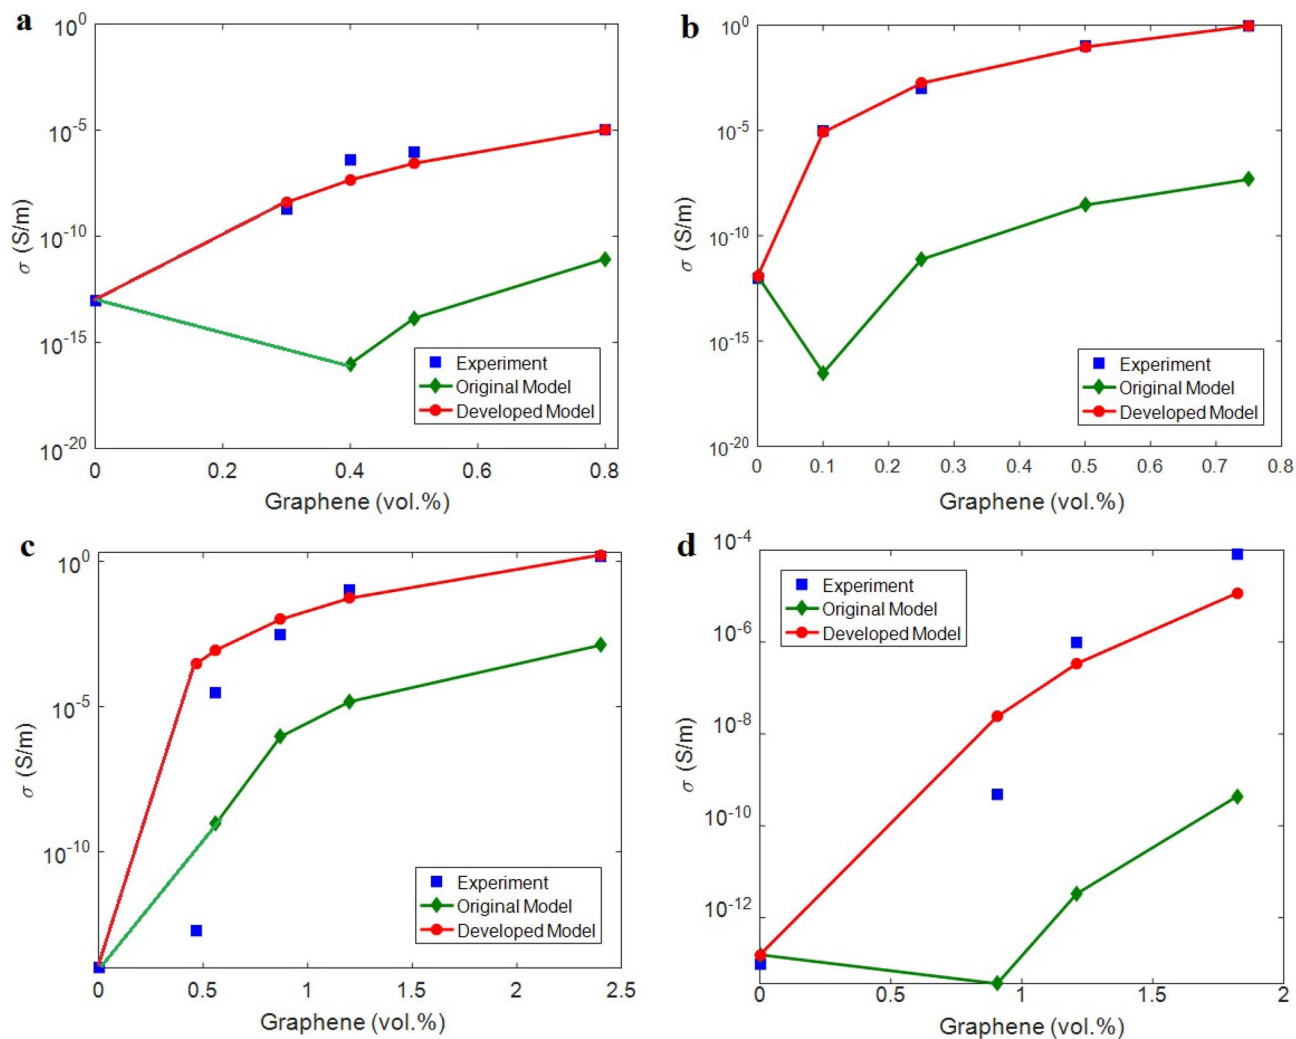 a
10^0
10^-5
10^-10
10^-15
10^-20
σ (S/m)
0 0.2 0.4 0.6 0.8
Graphene (vol.%)
Experiment
Original Model
Developed Model
b
10^0
10^-5
10^-10
10^-15
10^-20
σ (S/m)
0 0.1 0.2 0.3 0.4 0.5 0.6 0.7 0.8
Graphene (vol.%)
Experiment
Original Model
Developed Model
c
10^0
10^-5
10^-10
σ (S/m)
0 0.5 1 1.5 2 2.5
Graphene (vol.%)
Experiment
Original Model
Developed Model
d
10^-4
10^-6
10^-8
10^-10
10^-12
σ (S/m)
0 0.5 1 1.5 2
Graphene (vol.%)
Experiment
Original Model
Developed Model